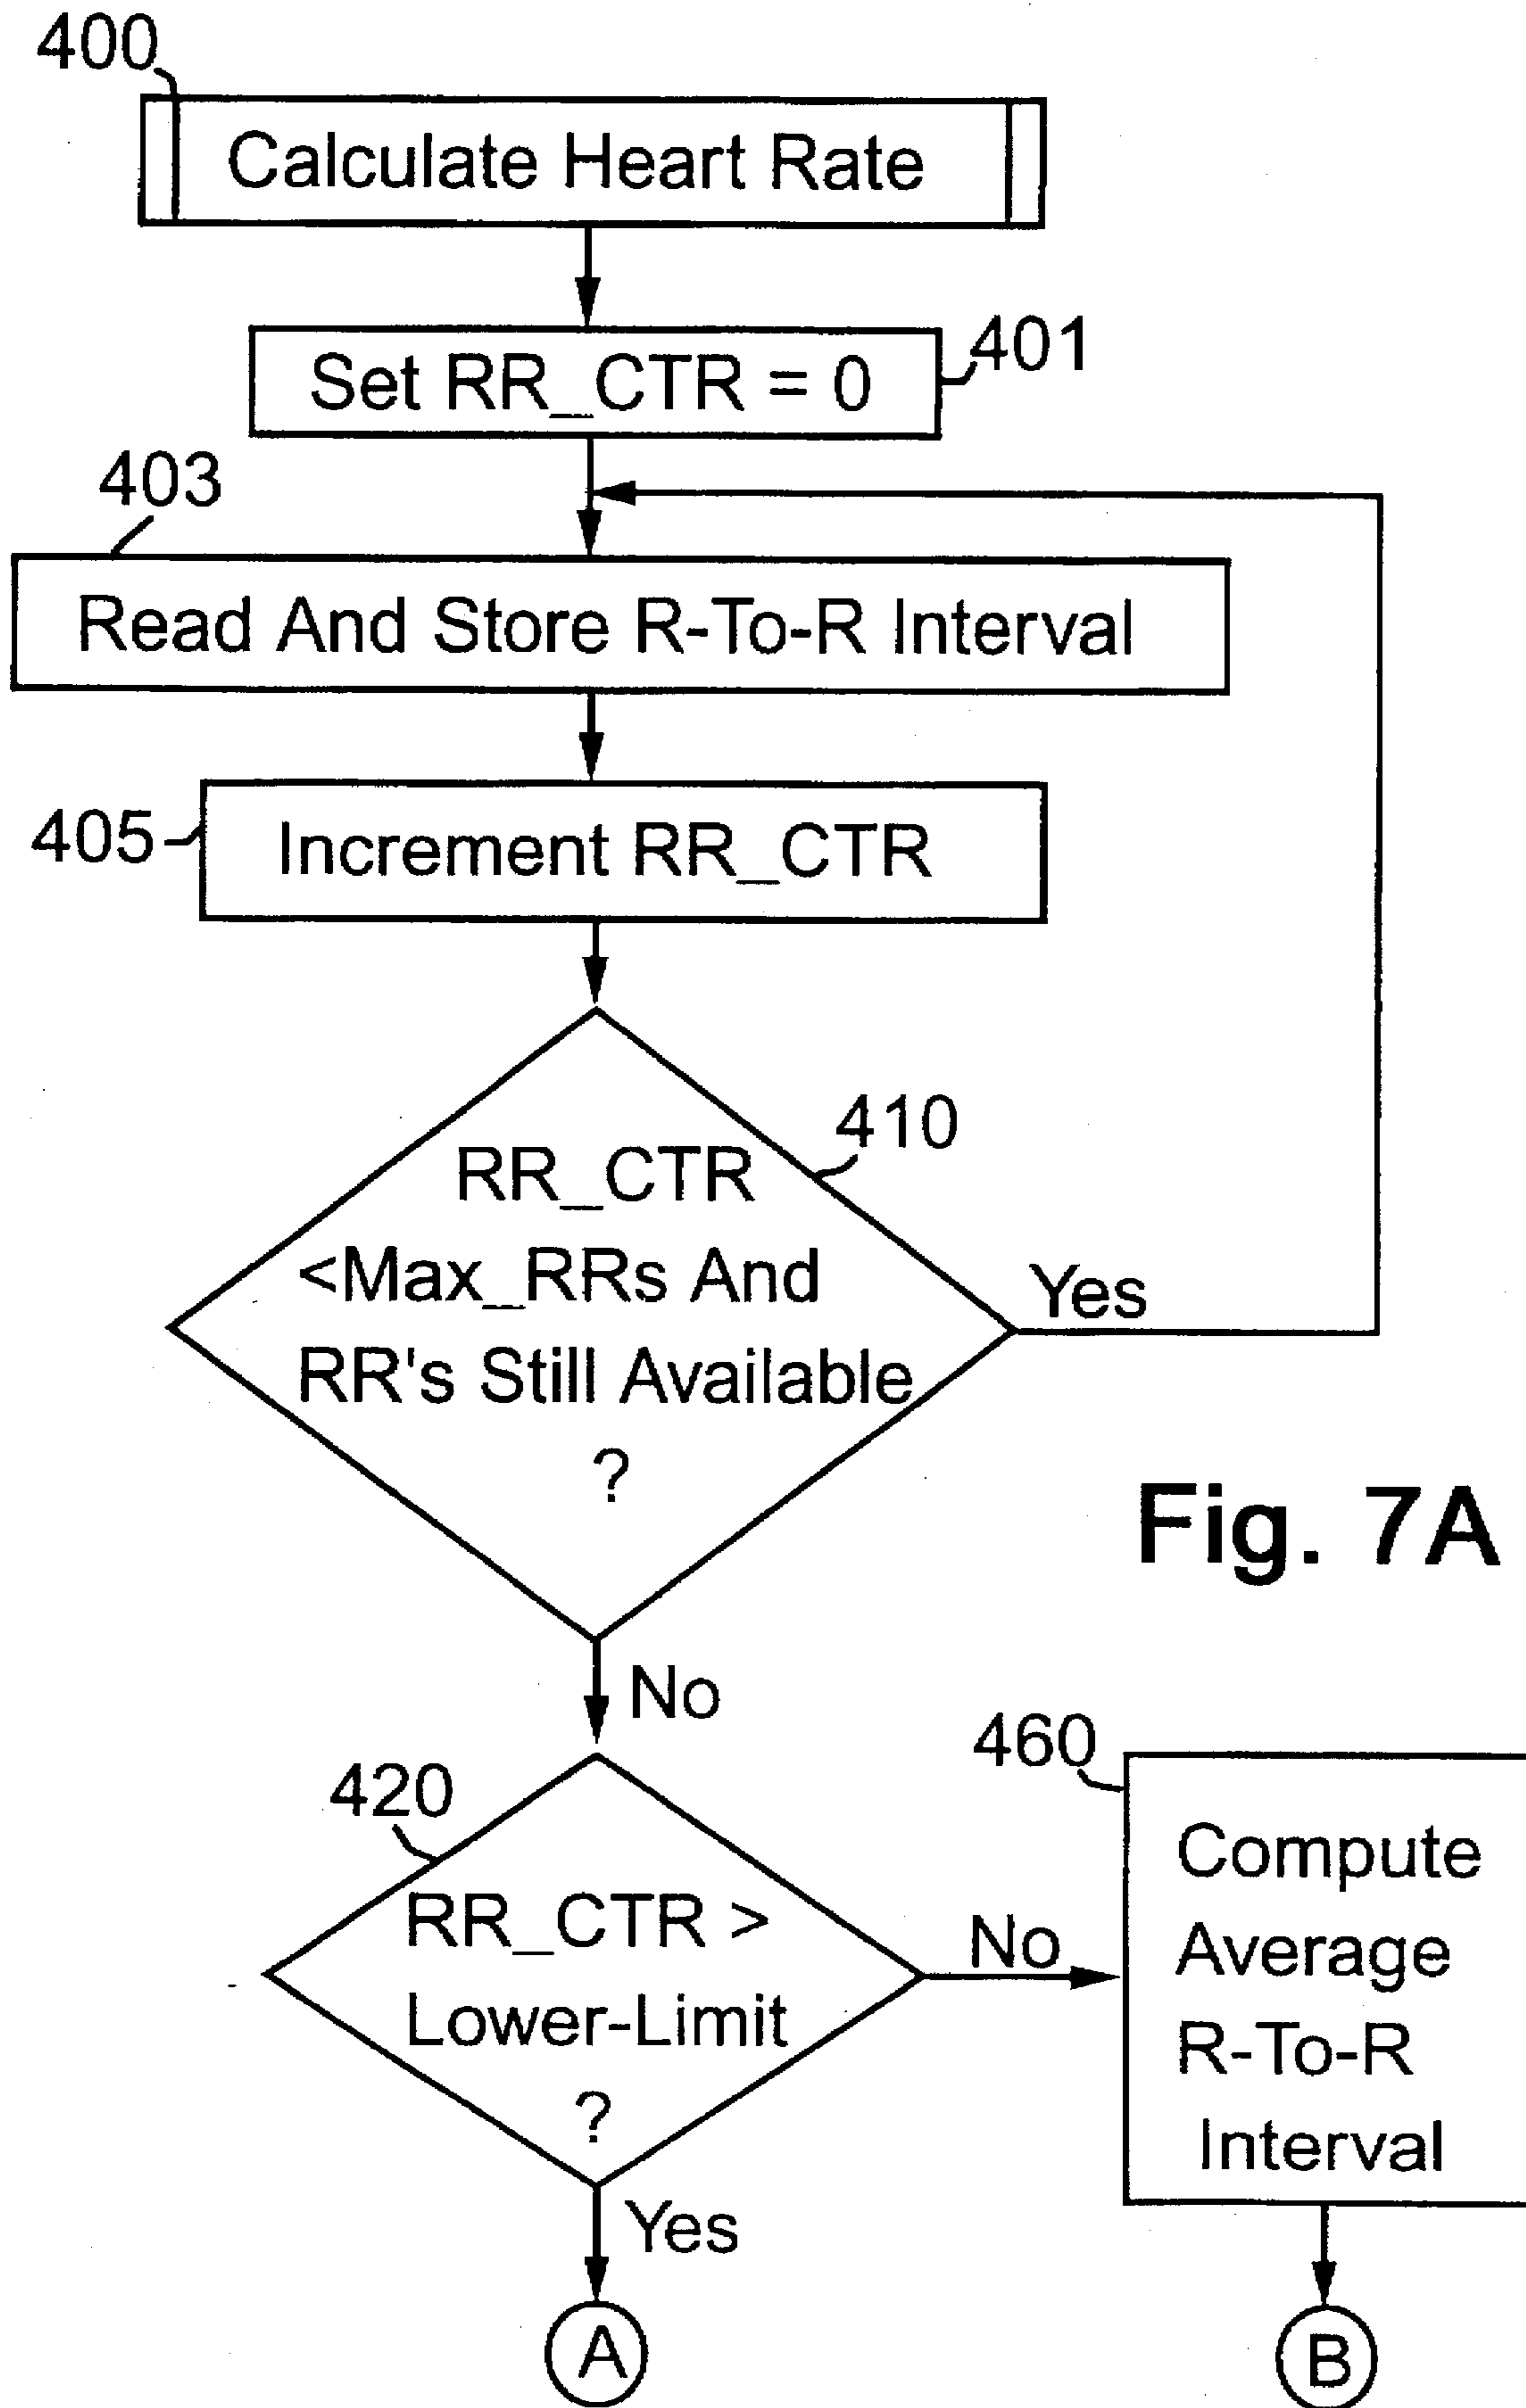 400
Calculate Heart Rate
Set RR_CTR = 0
401
403
Read And Store R-To-R Interval
405
Increment RR_CTR
410
RR_CTR
<Max_RRs And
RR's Still Available
?
Yes
Fig. 7A
No
420
RR_CTR >
Lower-Limit
?
No
460
Compute
Average
R-To-R
Interval
Yes
A
B